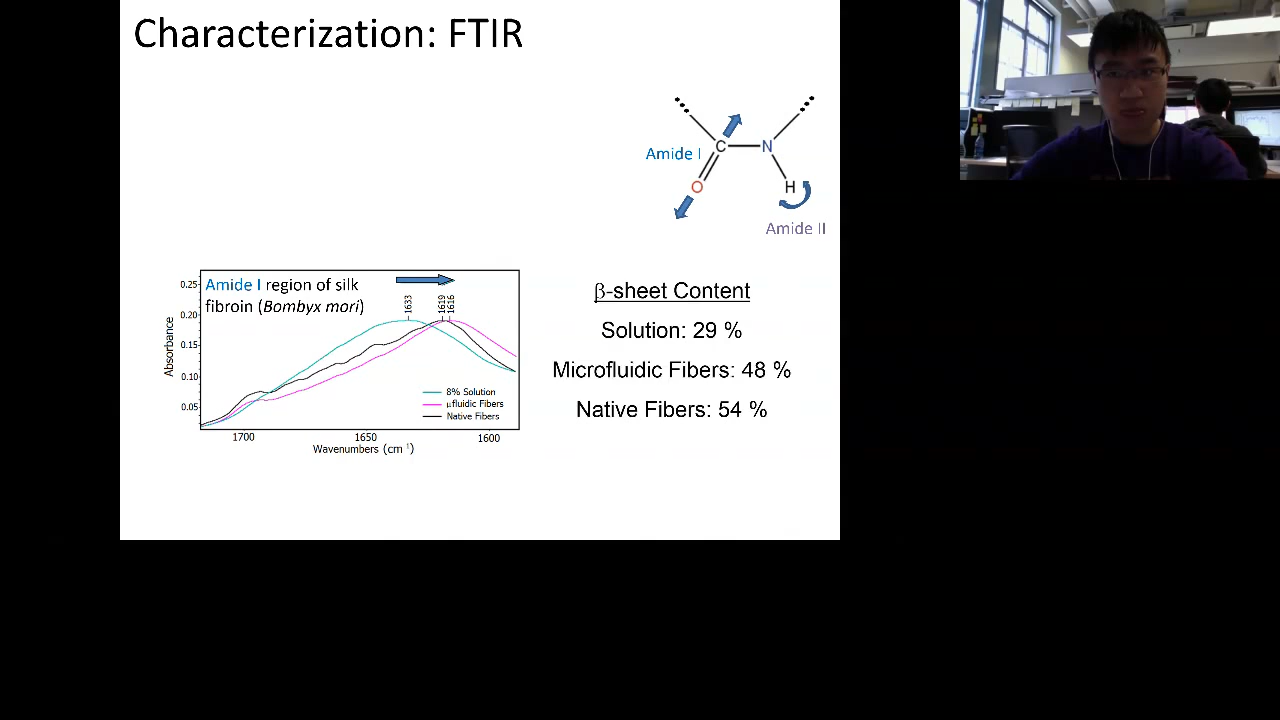 Characterization: FTIR
Amide I
C
N
O
H
Amide II
Amide I region of silk
fibroin (Bombyx mori)
1633
1619
1616
0.25
0.20
0.15
0.10
0.05
Absorbance
8% Solution
μfluidic Fibers
Native Fibers
1700
1650
1600
Wavenumbers (cm⁻¹)
β-sheet Content
Solution: 29 %
Microfluidic Fibers: 48 %
Native Fibers: 54 %